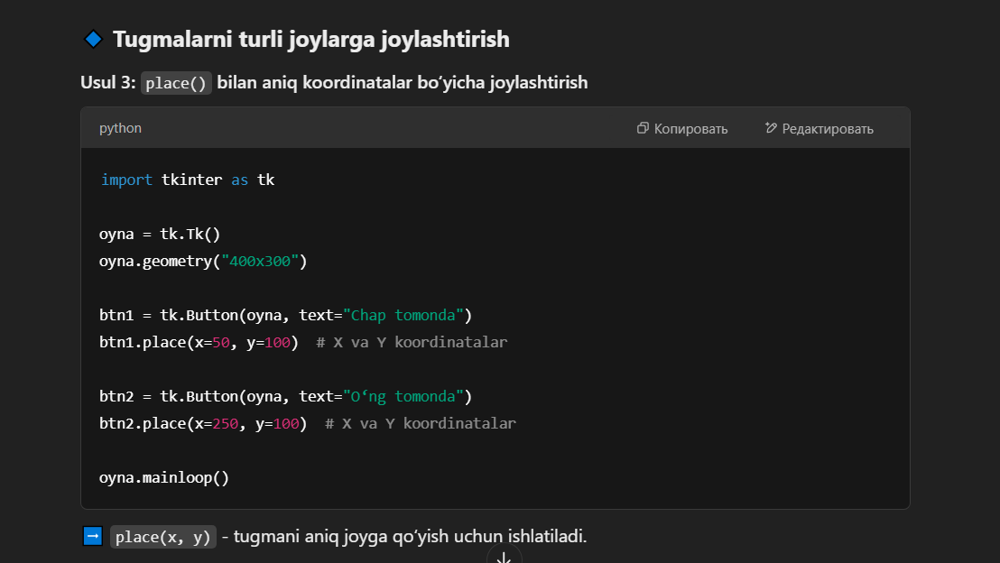 Tugmalarni turli joylarga joylashtirish
Usul 3: place() bilan aniq koordinatalar bo‘yicha joylashtirish
python Копировать Редактировать
import tkinter as tk
oyna = tk.Tk()
oyna.geometry("400x300")
btn1 = tk.Button(oyna, text="Chap tomonda")
btn1.place(x=50, y=100)  # X va Y koordinatalar
btn2 = tk.Button(oyna, text="O‘ng tomonda")
btn2.place(x=250, y=100)  # X va Y koordinatalar
oyna.mainloop()
place(x, y) - tugmani aniq joyga qo‘yish uchun ishlatiladi.